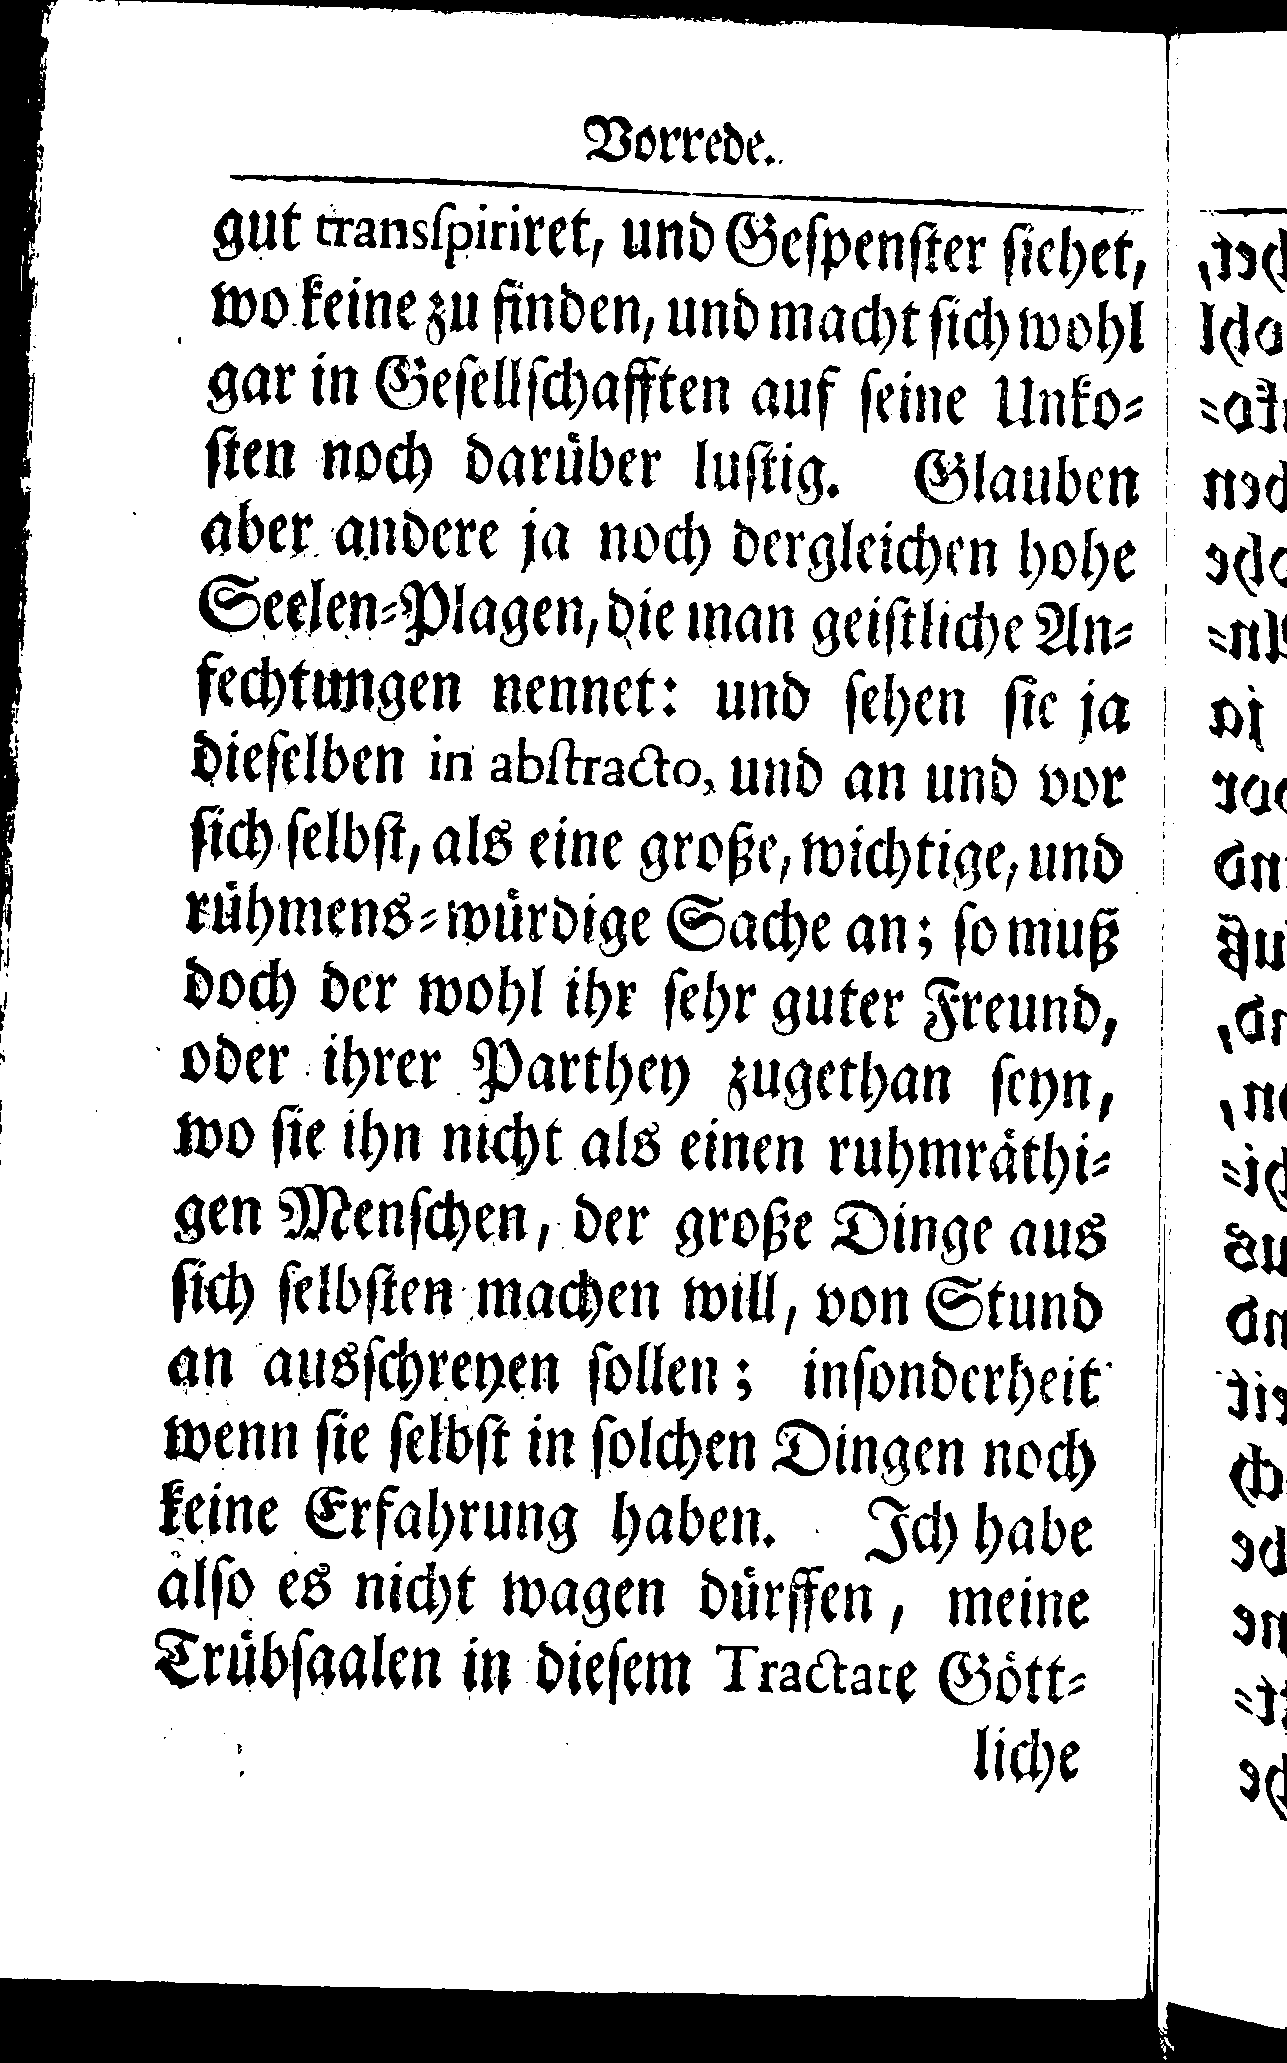 Vorrede.
gut transſpiriret, und Geſpenſter ſiehet,
wo keine zu finden, und macht ſich wohl
gar in Geſellſchafften auf ſeine Unko⸗
ſten noch darüber luſtig. Glauben
aber andere ja noch dergleichen hohe
Seelen⸗Plagen, die man geiſtliche An⸗
fechtungen nennet: und ſehen ſie ja
dieſelben in abſtracto, und an und vor
ſich ſelbſt, als eine große, wichtige, und
rühmens⸗würdige Sache an; ſo muß
doch der wohl ihr ſehr guter Freund,
oder ihrer Parthey zugethan ſeyn,
wo ſie ihn nicht als einen ruhmräthi⸗
gen Menſchen, der große Dinge aus
ſich ſelbſten machen will, von Stund
an ausſchreyen ſollen; inſonderheit
wenn ſie ſelbſt in ſolchen Dingen noch
keine Erfahrung haben. Ich habe
alſo es nicht wagen dürffen, meine
Trübſaalen in dieſem Tractate Gött⸗
liche